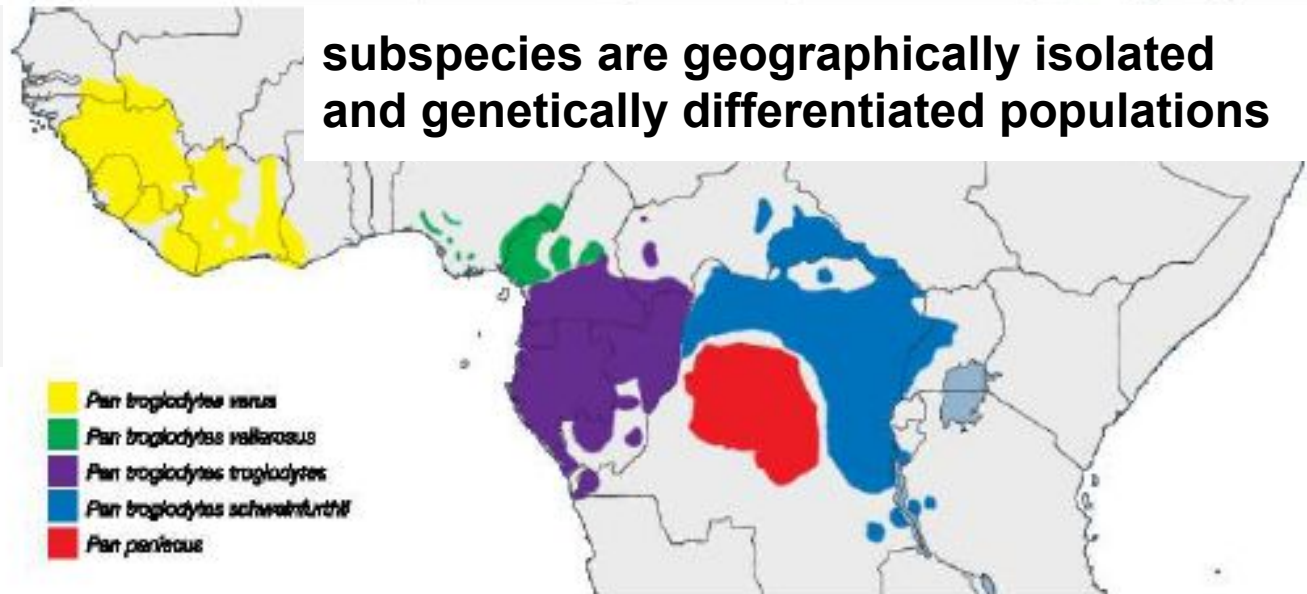 subspecies are geographically isolated
and genetically differentiated populations
Pan troglodytes verus
Pan troglodytes vellerosus
Pan troglodytes troglodytes
Pan troglodytes schweinfurthii
Pan paniscus